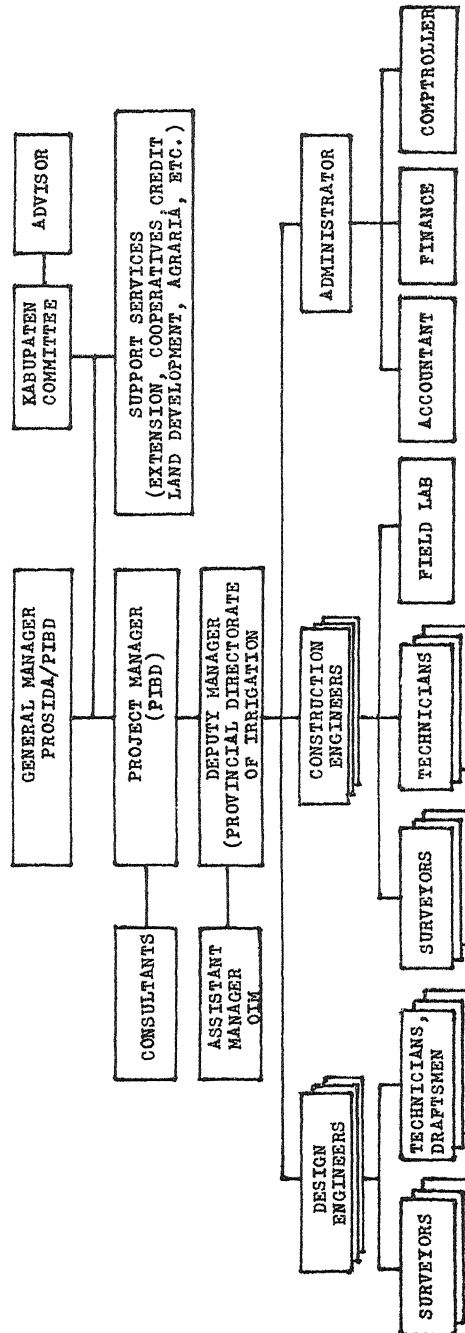 GENERAL MANAGER
PROSIDA/PIBD
KABUPATEN
COMMITTEE
ADVISOR
CONSULTANTS
PROJECT MANAGER
(PIBD)
SUPPORT SERVICES
(EXTENSION, COOPERATIVES, CREDIT
LAND DEVELOPMENT, AGRARIA, ETC.)
ASSISTANT
MANAGER
OIM
DEPUTY MANAGER
(PROVINCIAL DIRECTORATE
OF IRRIGATION
DESIGN
ENGINEERS
CONSTRUCTION
ENGINEERS
ADMINISTRATOR
SURVEYORS
TECHNICIANS,
DRAFTSMEN
SURVEYORS
TECHNICIANS
FIELD LAB
ACCOUNTANT
FINANCE
COMPTROLLER